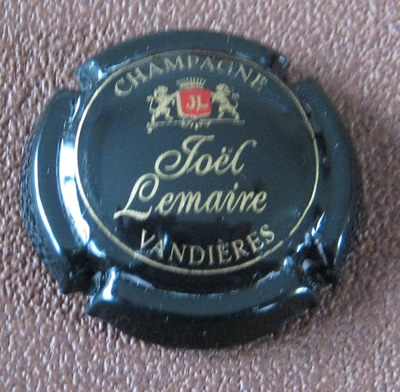 CHAMPAGNE
JL
Joël
Lemaire
VANDIÈRES